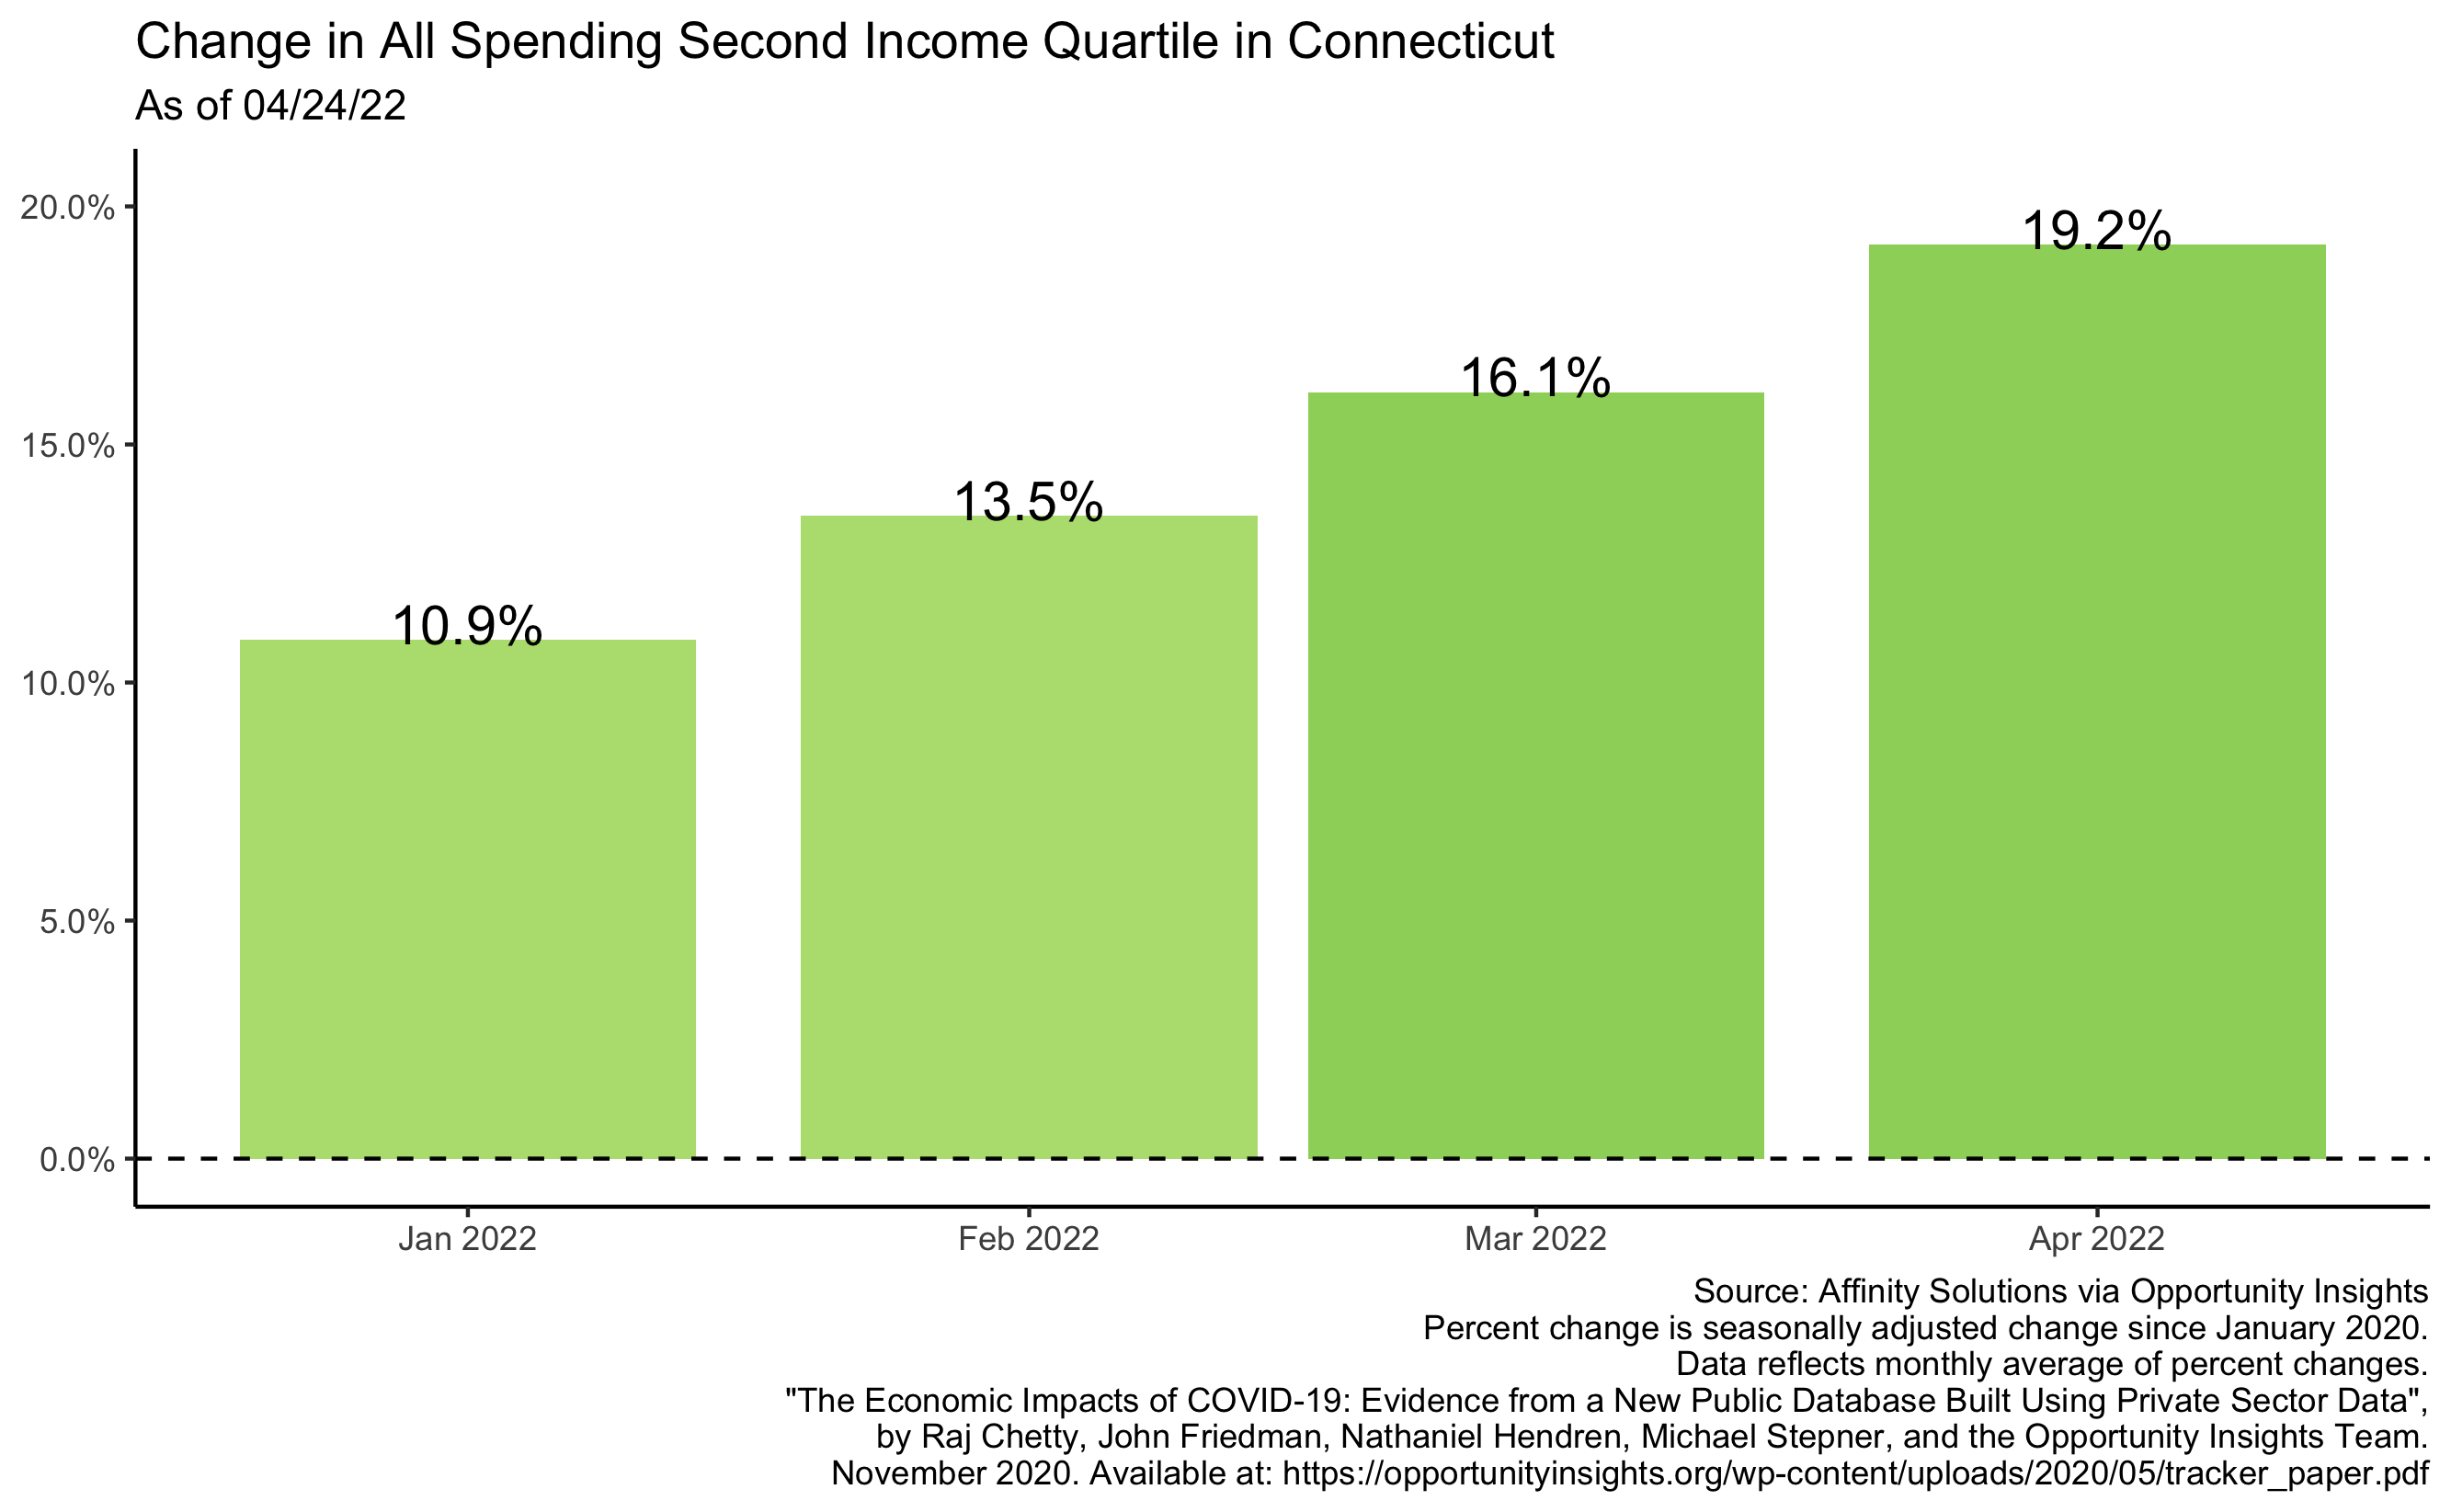 Change in All Spending Second Income Quartile in Connecticut
As of 04/24/22
20.0%
15.0%
10.0%
5.0%
0.0%
10.9%
13.5%
16.1%
19.2%
Jan 2022
Feb 2022
Mar 2022
Apr 2022
Source: Affinity Solutions via Opportunity Insights
Percent change is seasonally adjusted change since January 2020.
Data reflects monthly average of percent changes.
"The Economic Impacts of COVID-19: Evidence from a New Public Database Built Using Private Sector Data",
by Raj Chetty, John Friedman, Nathaniel Hendren, Michael Stepner, and the Opportunity Insights Team.
November 2020. Available at: https://opportunityinsights.org/wp-content/uploads/2020/05/tracker_paper.pdf